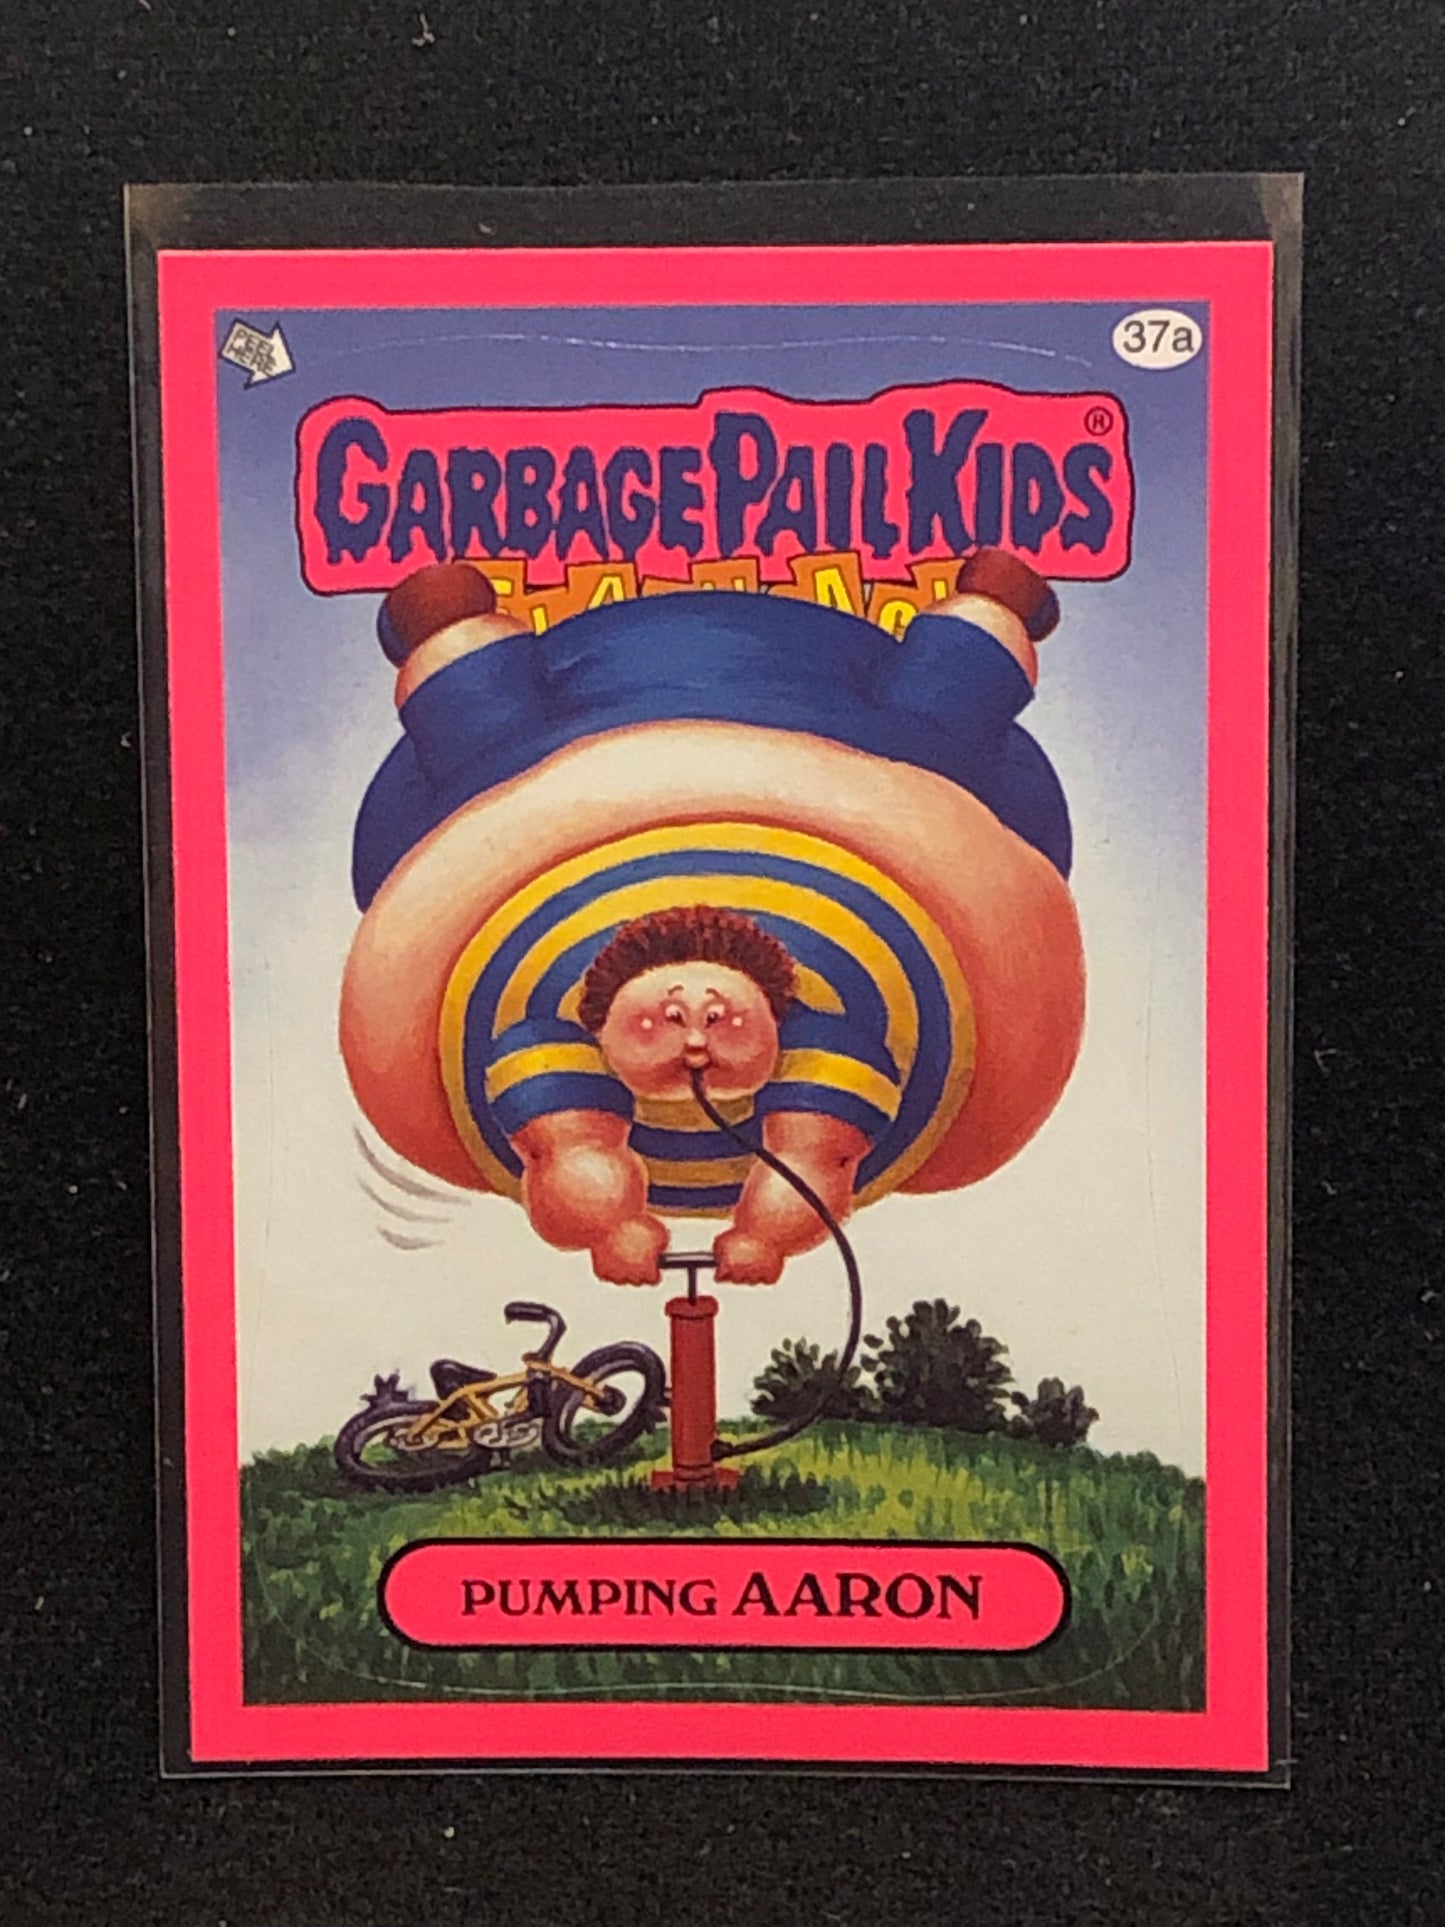 PEEL
HERE
37a
GARBAGE PAIL KIDS®
PUMPING AARON